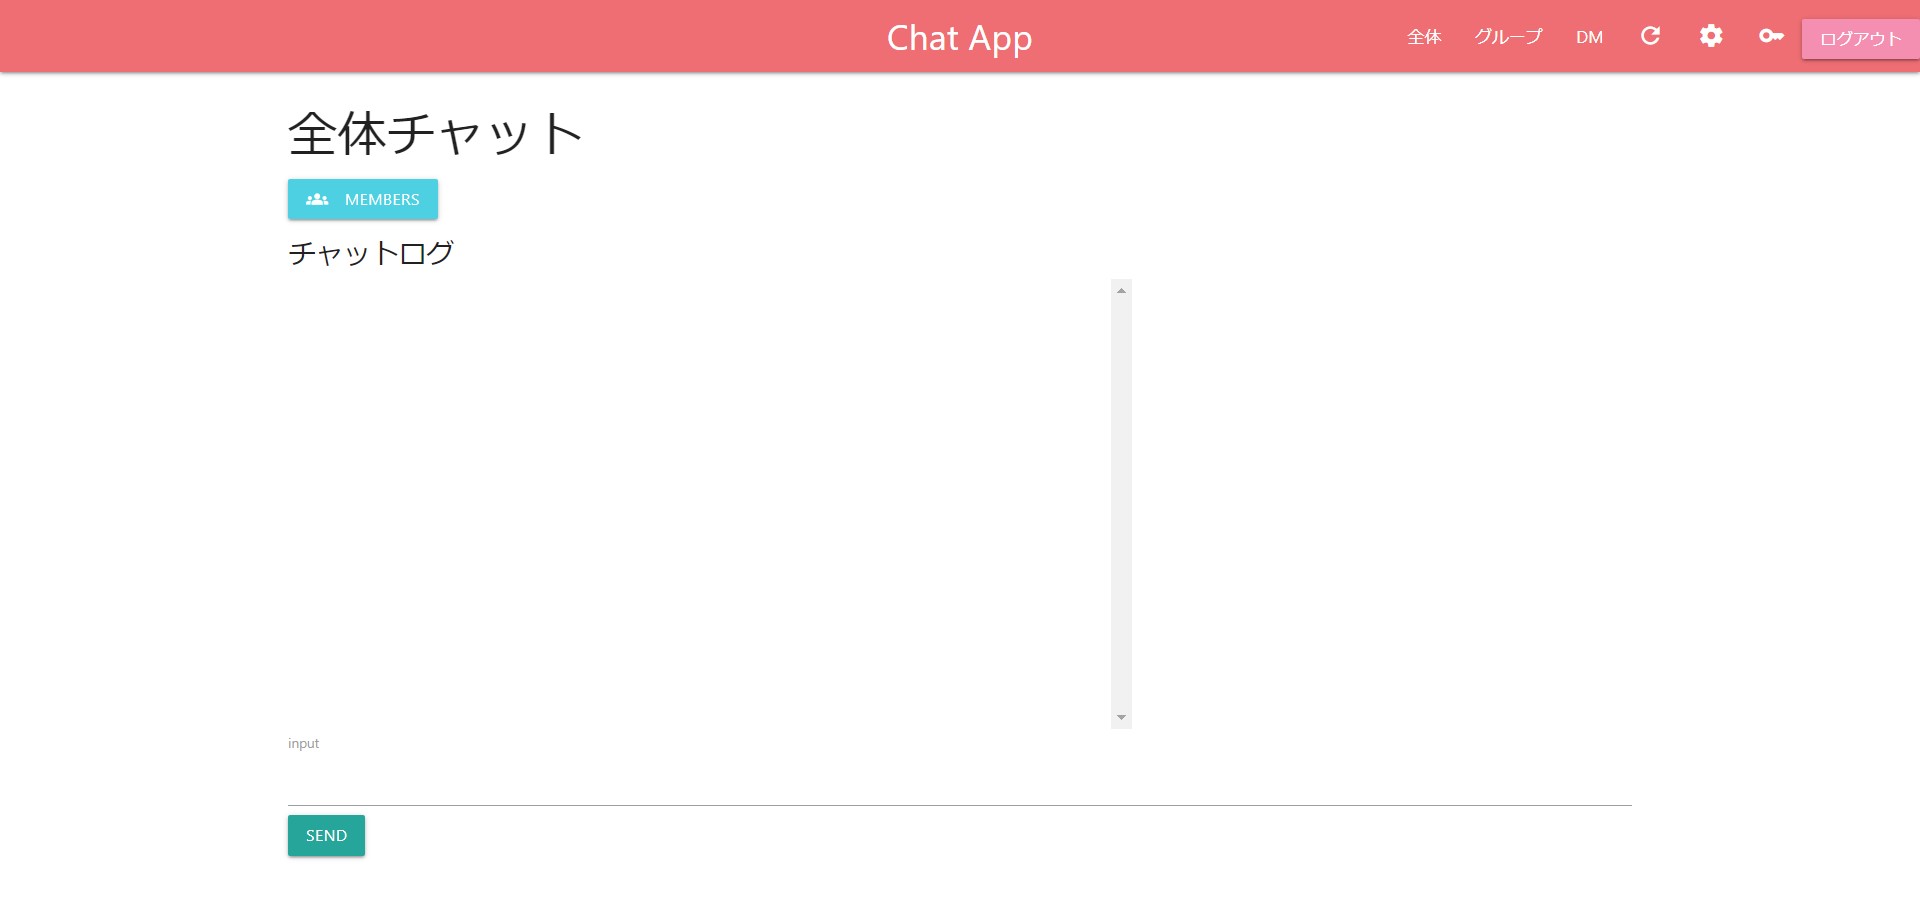 Chat App
全体
グループ
DM
ログアウト
全体チャット
MEMBERS
チャットログ
input
SEND